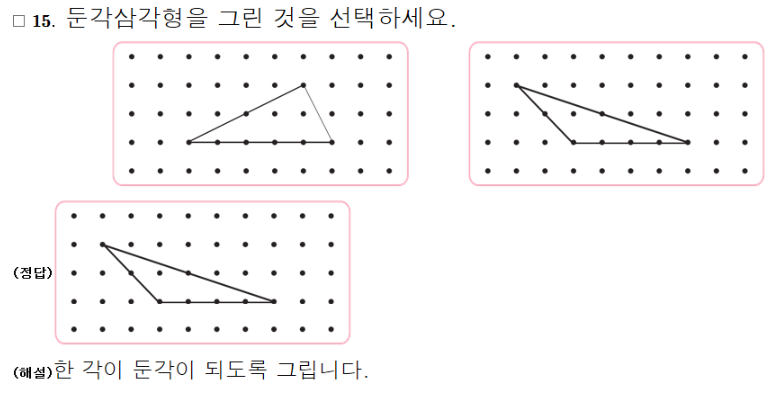 □ 15. 둔각삼각형을 그린 것을 선택하세요.
(정답)
(해설)한 각이 둔각이 되도록 그립니다.